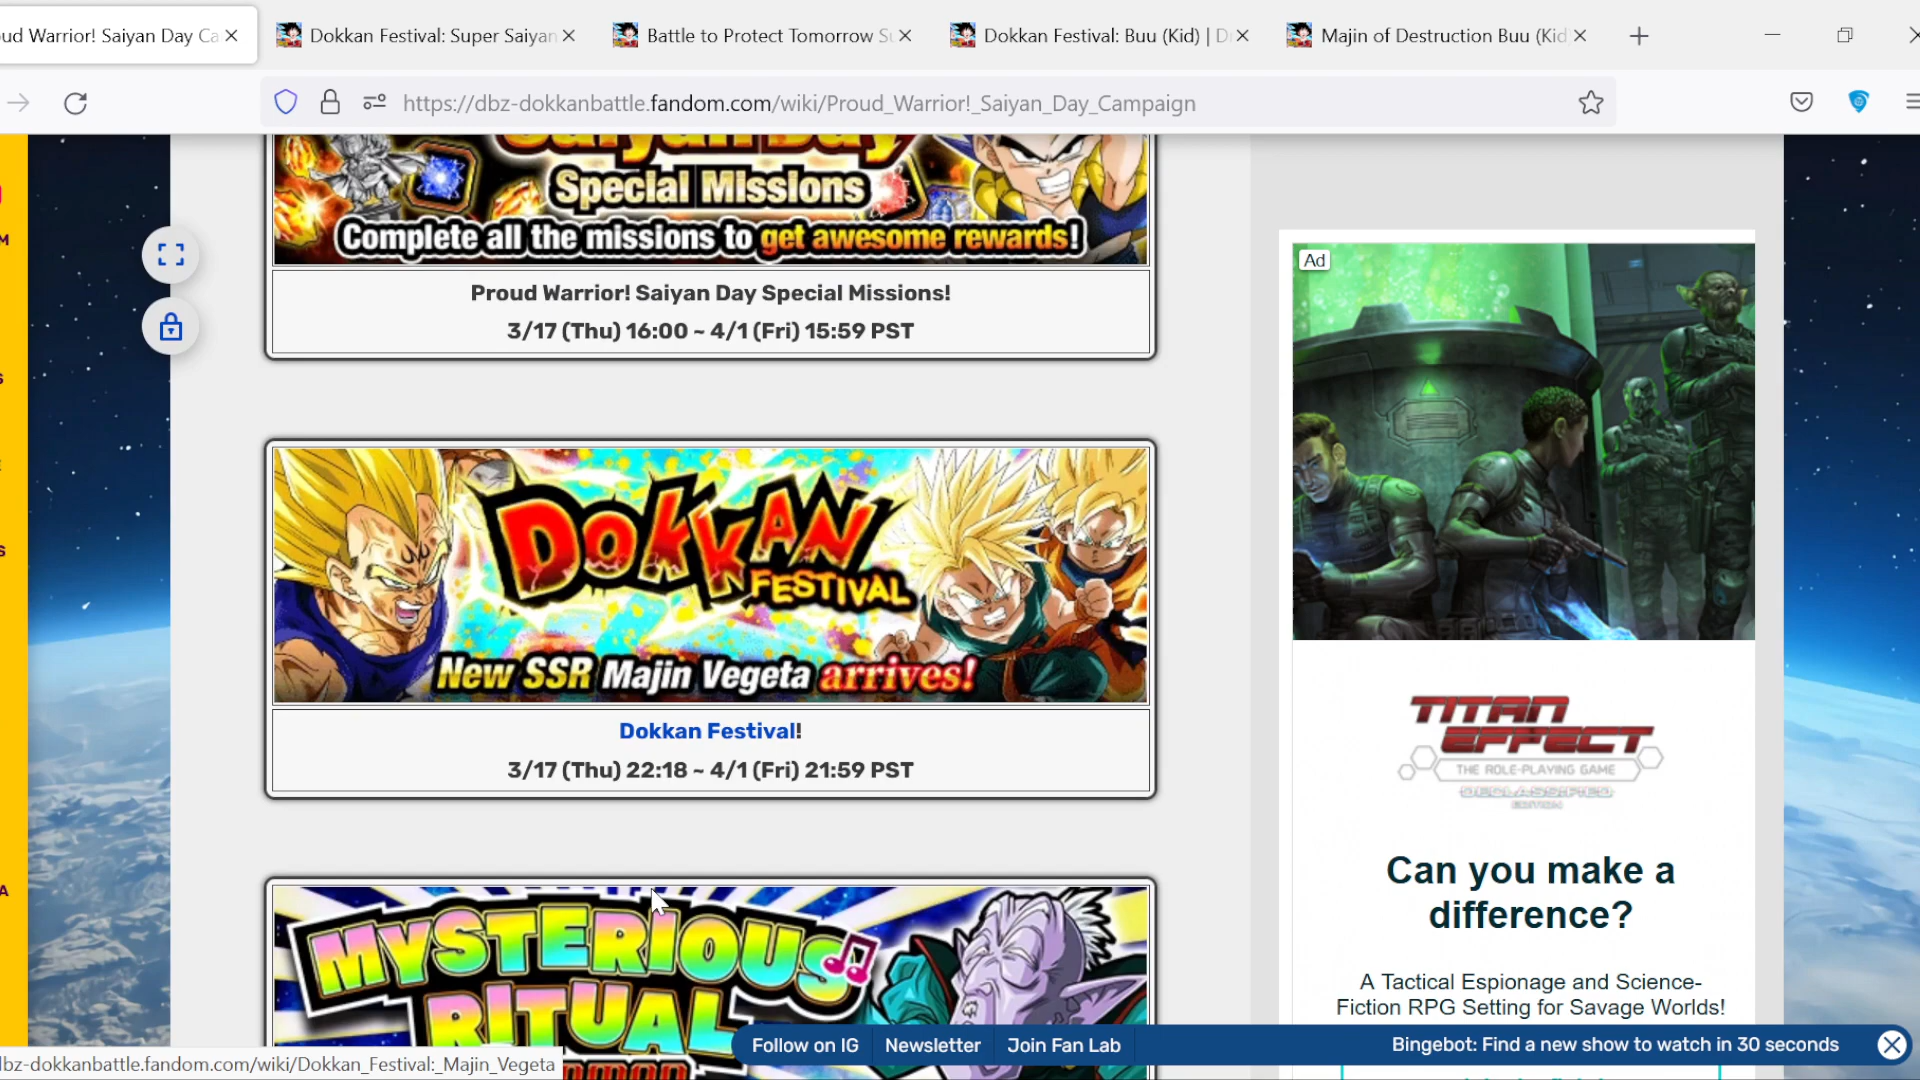 ud Warrior! Saiyan Day Ca
Dokkan Festival: Super Saiyan
Battle to Protect Tomorrow Su
Dokkan Festival: Buu (Kid) | D
Majin of Destruction Buu (Kid
https://dbz-dokkanbattle.fandom.com/wiki/Proud_Warrior!_Saiyan_Day_Campaign
Saiyan Day
Special Missions
Complete all the missions to get awesome rewards!
Proud Warrior! Saiyan Day Special Missions!
3/17 (Thu) 16:00 ~ 4/1 (Fri) 15:59 PST
DOKKAN
FESTIVAL
New SSR Majin Vegeta arrives!
Dokkan Festival!
3/17 (Thu) 22:18 ~ 4/1 (Fri) 21:59 PST
MYSTERIOUS
RITUAL
Ad
TITAN
EFFECT
THE ROLE-PLAYING GAME
DECLASSIFIED
EDITION
Can you make a
difference?
A Tactical Espionage and Science-
Fiction RPG Setting for Savage Worlds!
Follow on IG
Newsletter
Join Fan Lab
Bingebot: Find a new show to watch in 30 seconds
lbz-dokkanbattle.fandom.com/wiki/Dokkan_Festival:_Majin_Vegeta